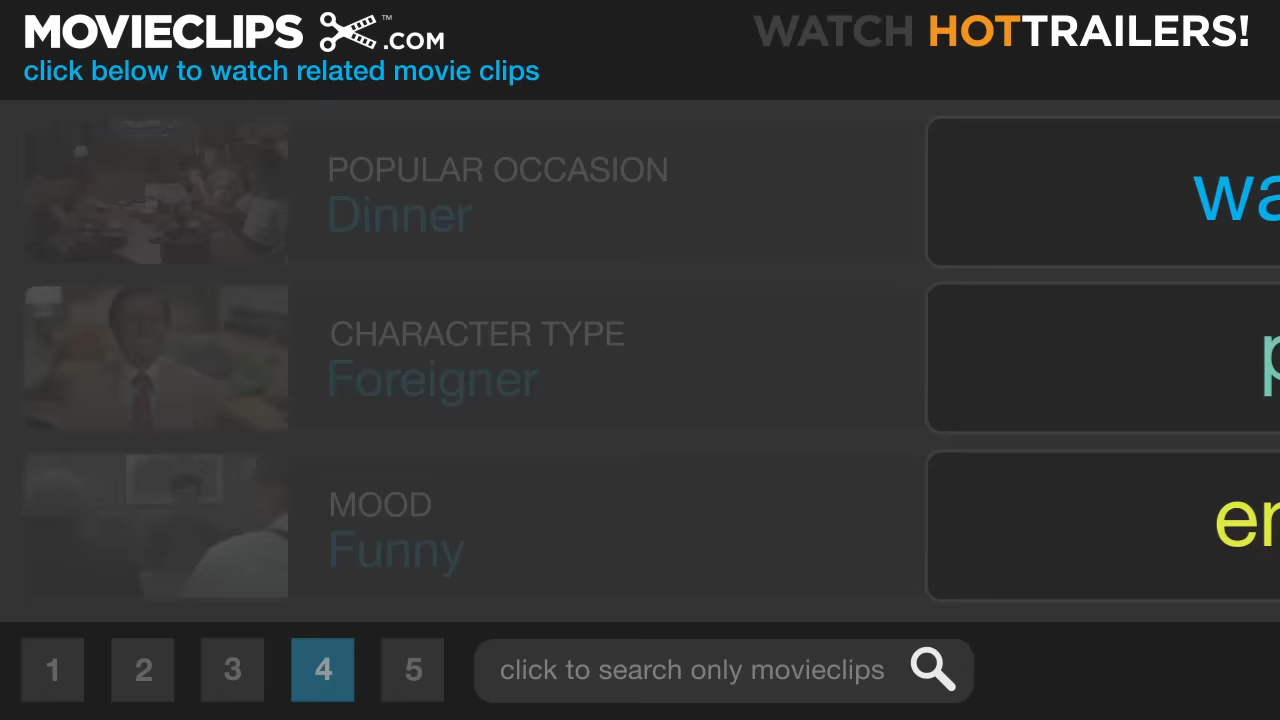 MOVIECLIPS ™ .COM
WATCH HOTTRAILERS!
click below to watch related movie clips
POPULAR OCCASION
Dinner
wa
CHARACTER TYPE
Foreigner
p
MOOD
Funny
en
1 2 3 4 5
click to search only movieclips